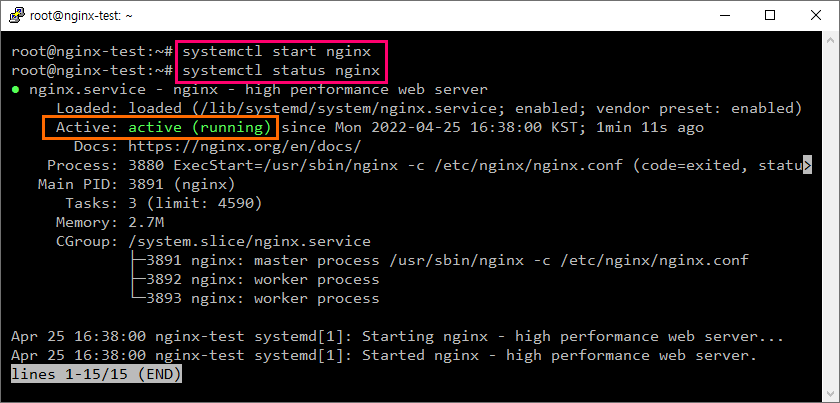 root@nginx-test: ~
root@nginx-test:~# systemctl start nginx
root@nginx-test:~# systemctl status nginx
● nginx.service - nginx - high performance web server
Loaded: loaded (/lib/systemd/system/nginx.service; enabled; vendor preset: enabled)
Active: active (running) since Mon 2022-04-25 16:38:00 KST; 1min 11s ago
Docs: https://nginx.org/en/docs/
Process: 3880 ExecStart=/usr/sbin/nginx -c /etc/nginx/nginx.conf (code=exited, statu>
Main PID: 3891 (nginx)
Tasks: 3 (limit: 4590)
Memory: 2.7M
CGroup: /system.slice/nginx.service
├─3891 nginx: master process /usr/sbin/nginx -c /etc/nginx/nginx.conf
├─3892 nginx: worker process
└─3893 nginx: worker process
Apr 25 16:38:00 nginx-test systemd[1]: Starting nginx - high performance web server...
Apr 25 16:38:00 nginx-test systemd[1]: Started nginx - high performance web server.
lines 1-15/15 (END)